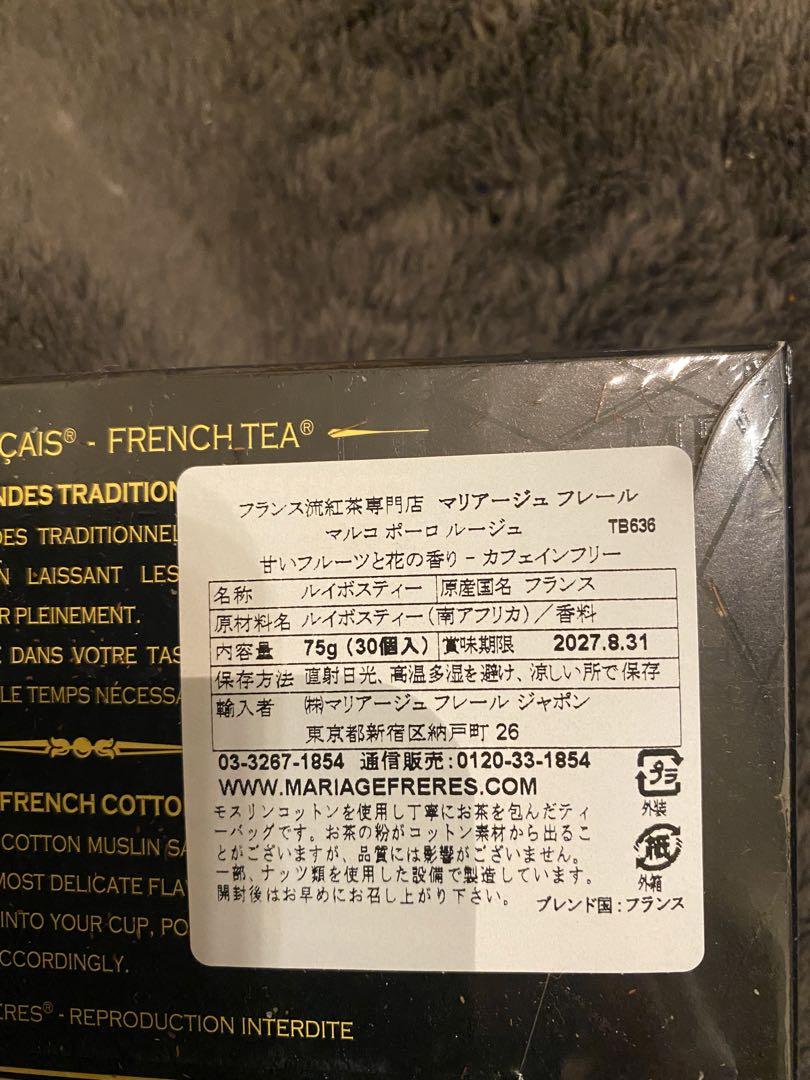 ÇAIS® - FRENCH TEA®
NDES TRADITION
DES TRADITIONNEL
N LAISSANT LES
R PLEINEMENT.
E DANS VOTRE TAS
LE TEMPS NÉCESSA
FRENCH COTTO
COTTON MUSLIN SA
MOST DELICATE FLA
INTO YOUR CUP, PO
CCORDINGLY.
ÈRES® - REPRODUCTION INTERDITE
フランス流紅茶専門店 マリアージュ フレール
マルコ ポーロ ルージュ TB636
甘いフルーツと花の香り - カフェインフリー
名称 ルイボスティー 原産国名 フランス
原材料名 ルイボスティー(南アフリカ)/香料
内容量 75g(30個入) 賞味期限 2027.8.31
保存方法 直射日光、高温多湿を避け、涼しい所で保存
輸入者 ㈱マリアージュ フレール ジャポン
東京都新宿区納戸町 26
03-3267-1854 通信販売:0120-33-1854
WWW.MARIAGEFRERES.COM
モスリンコットンを使用し丁寧にお茶を包んだティ
ーバッグです。お茶の粉がコットン素材から出るこ
とがございますが、品質には影響がございません。
一部、ナッツ類を使用した設備で製造しています。
開封後はお早めにお召し上がり下さい。
ブレンド国:フランス
プラ
外装
紙
外箱